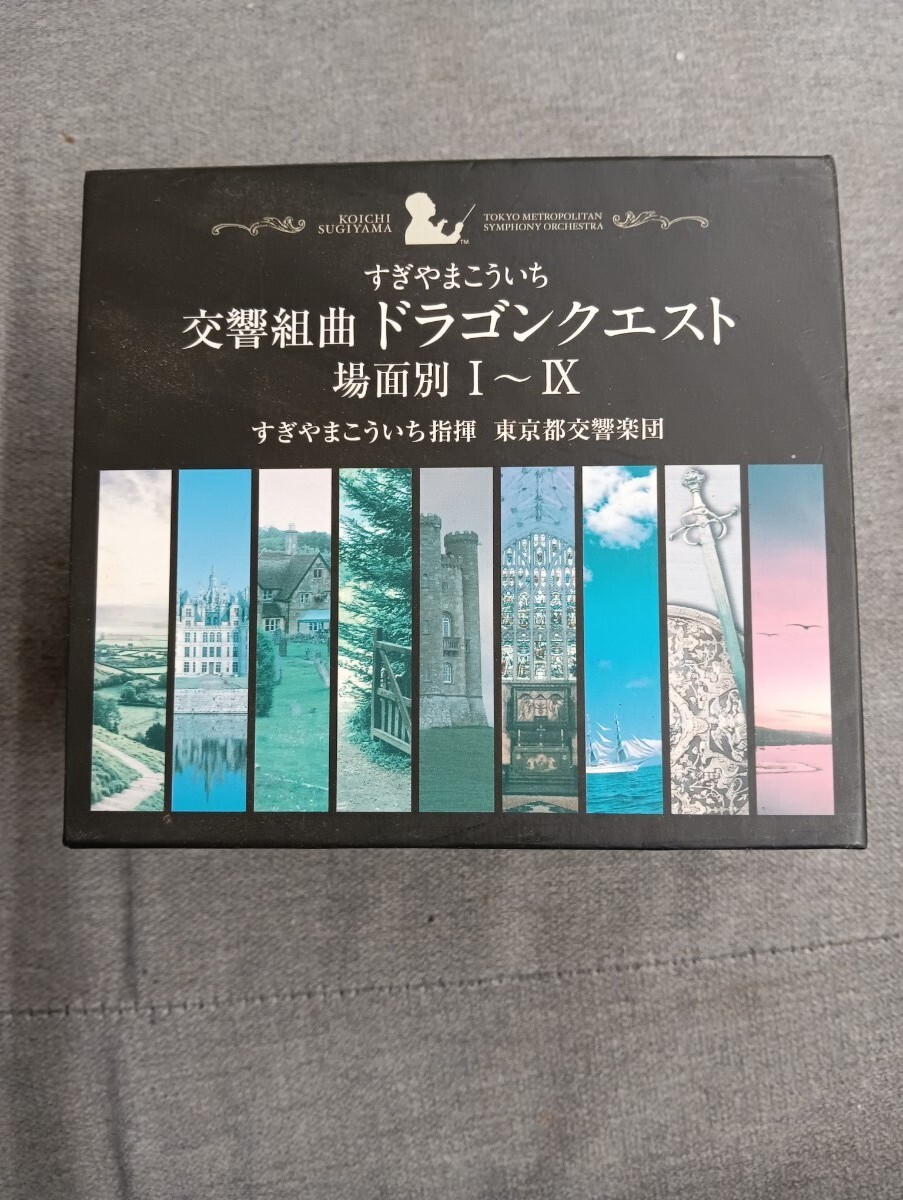 KOICHI
SUGIYAMA
TM
TOKYO METROPOLITAN
SYMPHONY ORCHESTRA
すぎやまこういち
交響組曲 ドラゴンクエスト
場面別 Ⅰ～Ⅸ
すぎやまこういち指揮 東京都交響楽団